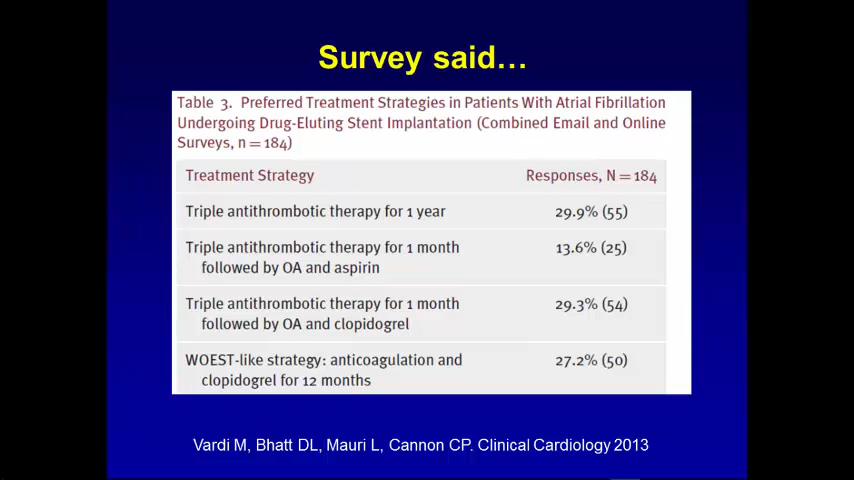 Survey said...
Table 3. Preferred Treatment Strategies in Patients With Atrial Fibrillation
Undergoing Drug-Eluting Stent Implantation (Combined Email and Online
Surveys, n = 184)
Treatment Strategy Responses, N = 184
Triple antithrombotic therapy for 1 year 29.9% (55)
Triple antithrombotic therapy for 1 month 13.6% (25)
followed by OA and aspirin
Triple antithrombotic therapy for 1 month 29.3% (54)
followed by OA and clopidogrel
WOEST-like strategy: anticoagulation and 27.2% (50)
clopidogrel for 12 months
Vardi M, Bhatt DL, Mauri L, Cannon CP. Clinical Cardiology 2013